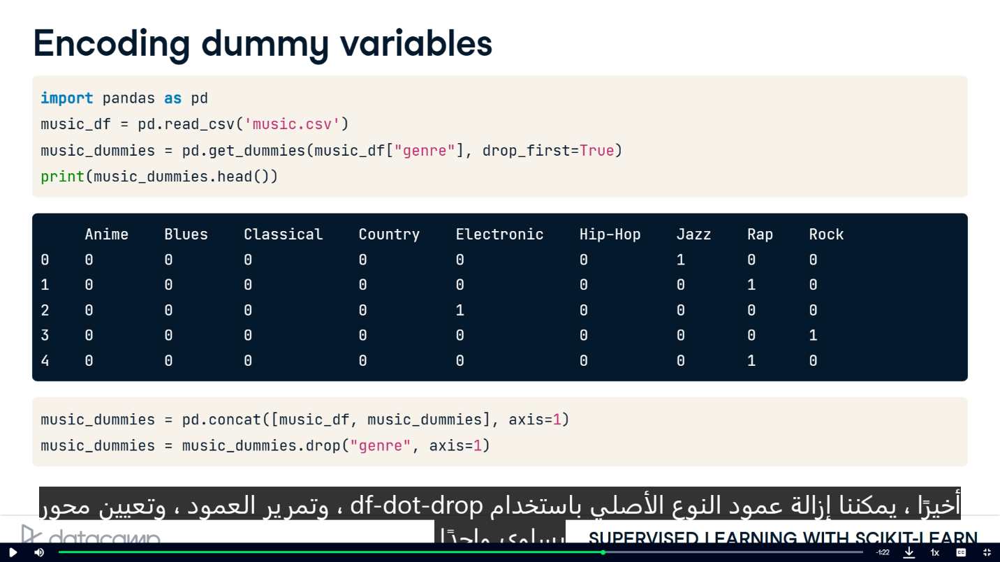 Encoding dummy variables
import pandas as pd
music_df = pd.read_csv('music.csv')
music_dummies = pd.get_dummies(music_df["genre"], drop_first=True)
print(music_dummies.head())
Anime Blues Classical Country Electronic Hip-Hop Jazz Rap Rock
0 0 0 0 0 0 0 1 0 0
1 0 0 0 0 0 0 0 1 0
2 0 0 0 0 1 0 0 0 0
3 0 0 0 0 0 0 0 0 1
4 0 0 0 0 0 0 0 1 0
music_dummies = pd.concat([music_df, music_dummies], axis=1)
music_dummies = music_dummies.drop("genre", axis=1)
أخيرًا ، يمكننا إزالة عمود النوع الأصلي باستخدام df-dot-drop ، وتمرير العمود ، وتعيين محور
يساوي واحدًا
datacamp
SUPERVISED LEARNING WITH SCIKIT-LEARN
-1:22
1x
CC